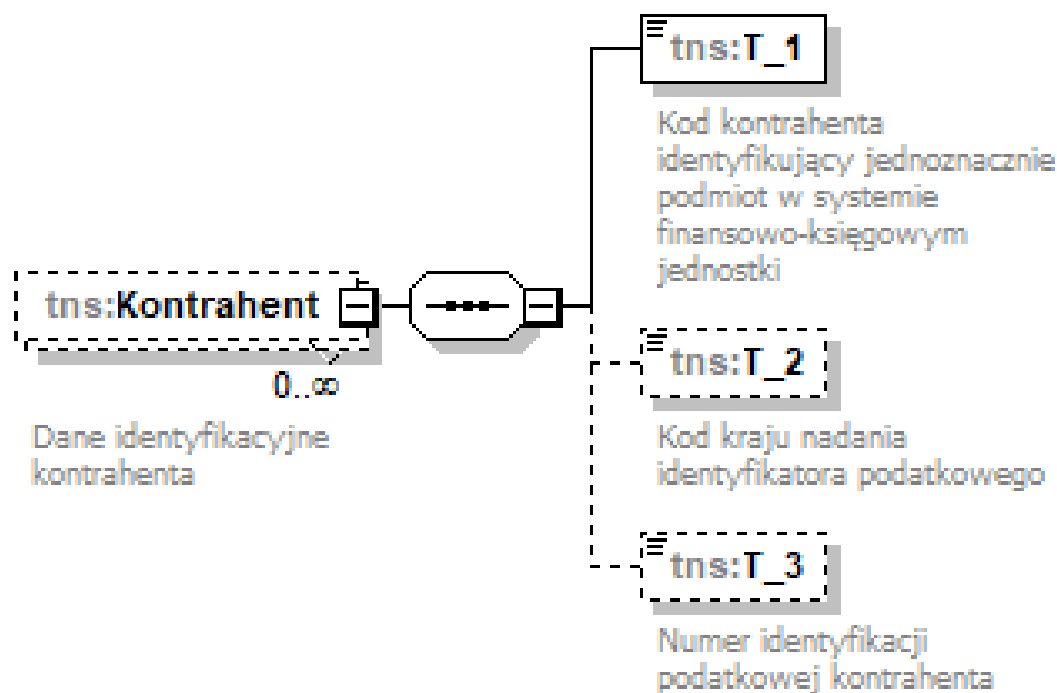 tns:Kontrahent
0..∞
Dane identyfikacyjne
kontrahenta
tns:T_1
Kod kontrahenta
identyfikujący jednoznacznie
podmiot w systemie
finansowo-księgowym
jednostki
tns:T_2
Kod kraju nadania
identyfikatora podatkowego
tns:T_3
Numer identyfikacji
podatkowej kontrahenta